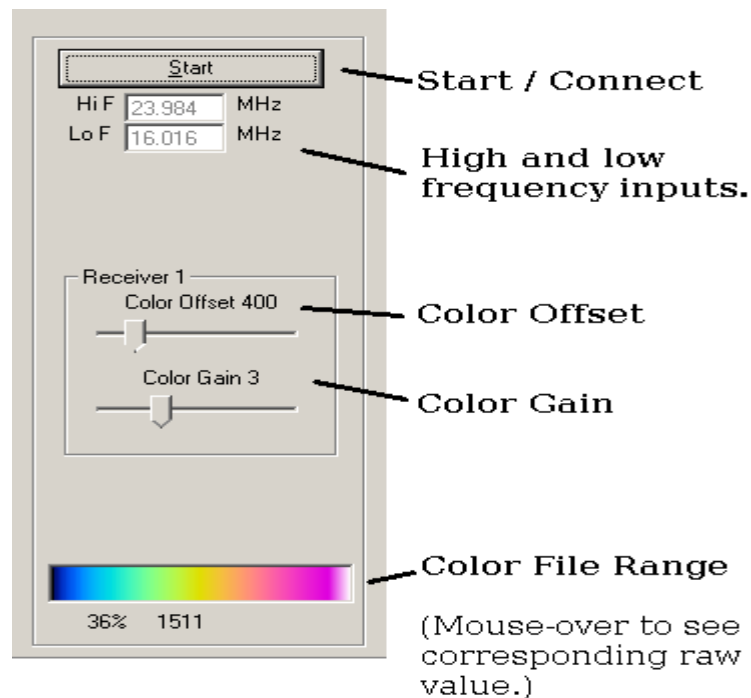 Start
Start / Connect
Hi F 23.984 MHz
Lo F 16.016 MHz
High and low
frequency inputs.
Receiver 1
Color Offset 400
Color Offset
Color Gain 3
Color Gain
Color File Range
36% 1511
(Mouse-over to see
corresponding raw
value.)